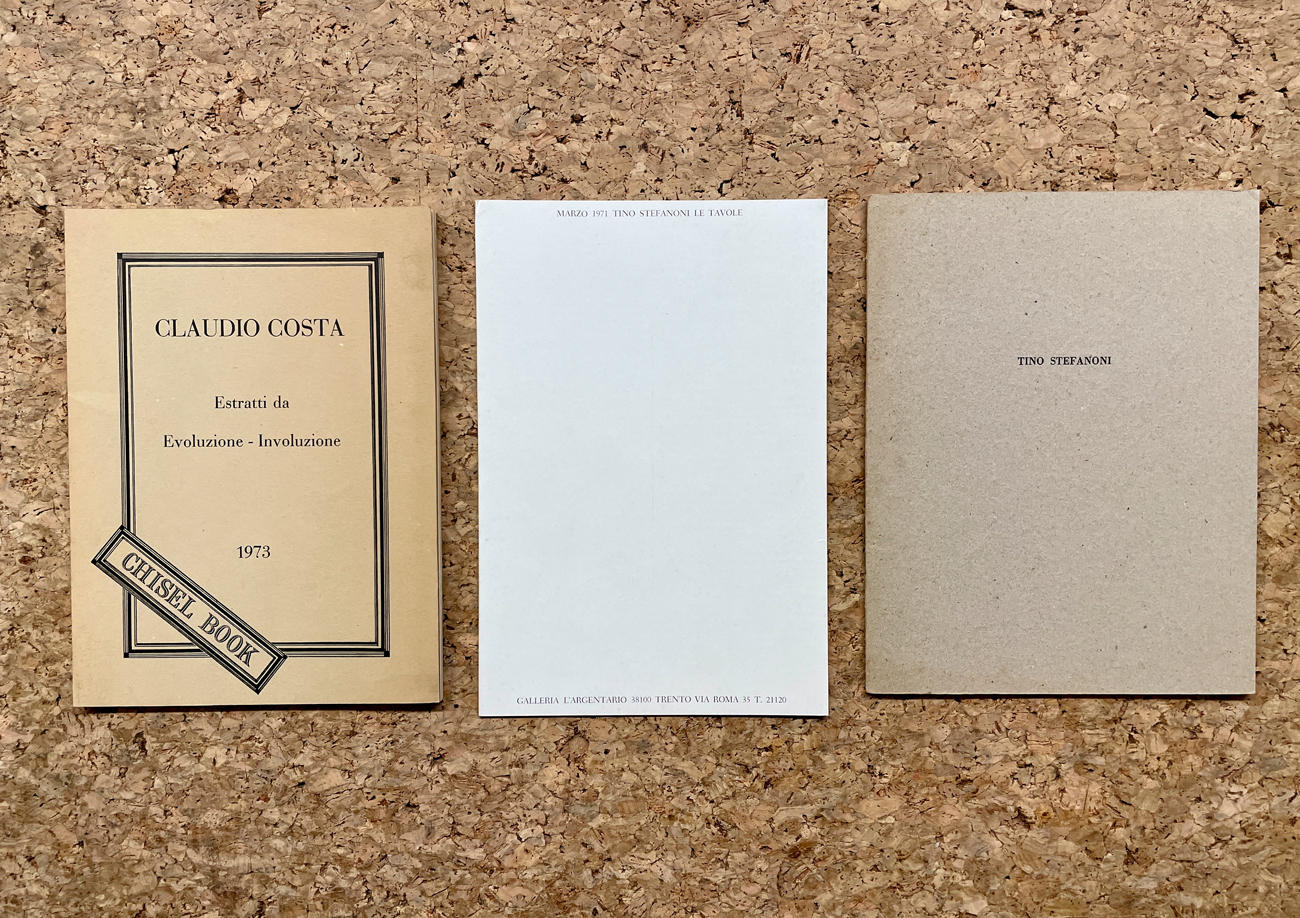 CLAUDIO COSTA
Estratti da
Evoluzione - Involuzione
1973
CHISEL BOOK
MARZO 1971 TINO STEFANONI LE TAVOLE
GALLERIA L'ARGENTARIO 38100 TRENTO VIA ROMA 35 T. 21120
TINO STEFANONI